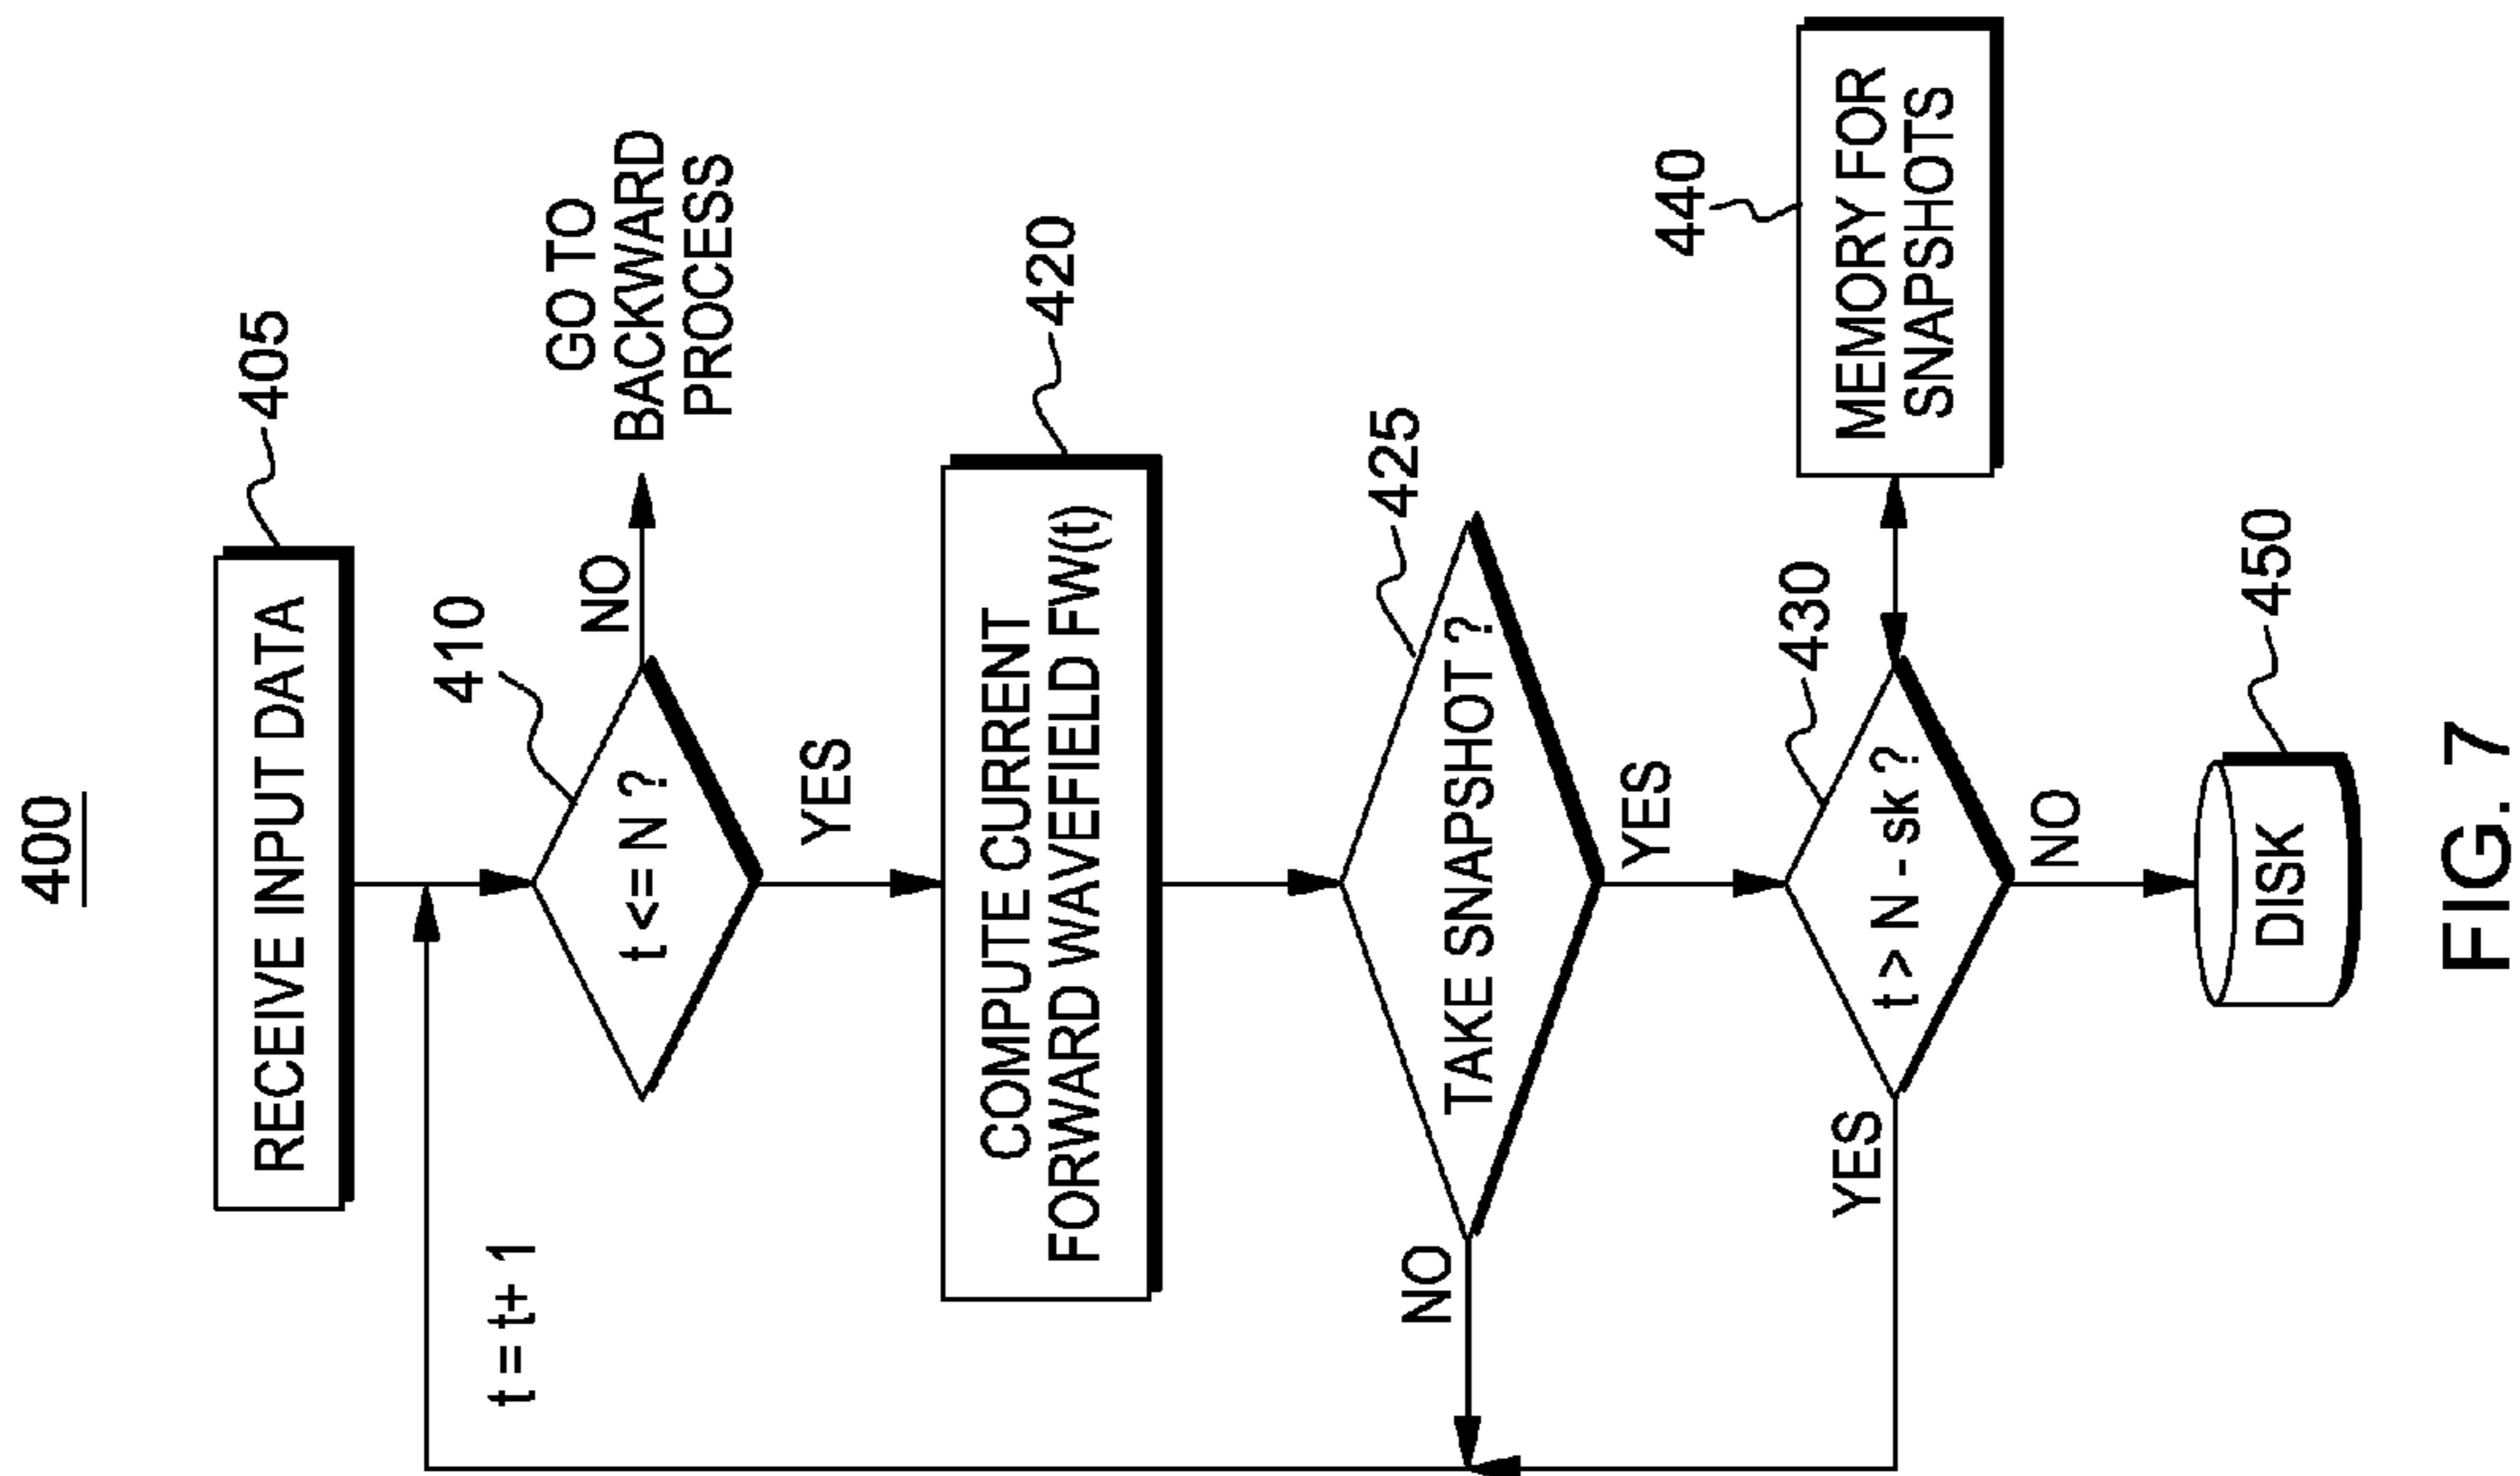 400
RECEIVE INPUT DATA
405
t = t+ 1
410
t <= N ?
NO
GO TO
BACKWARD
PROCESS
YES
COMPUTE CURRENT
FORWARD WAVEFIELD FW(t)
420
425
TAKE SNAPSHOT ?
NO
YES
430
t > N - sk ?
YES
440
MEMORY FOR
SNAPSHOTS
NO
450
DISK
FIG. 7